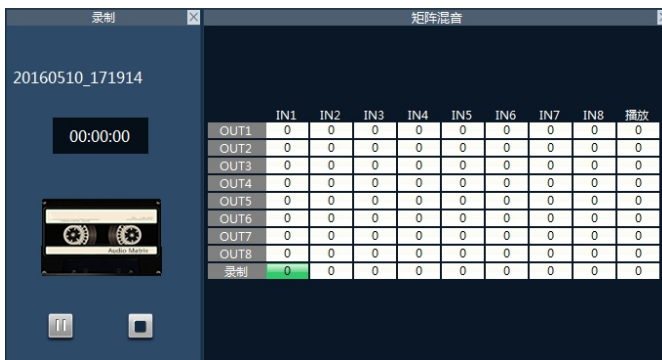 录制
矩阵混音
20160510_171914
00:00:00
Audio Matrix
IN1 IN2 IN3 IN4 IN5 IN6 IN7 IN8 播放
OUT1 0 0 0 0 0 0 0 0 0
OUT2 0 0 0 0 0 0 0 0 0
OUT3 0 0 0 0 0 0 0 0 0
OUT4 0 0 0 0 0 0 0 0 0
OUT5 0 0 0 0 0 0 0 0 0
OUT6 0 0 0 0 0 0 0 0 0
OUT7 0 0 0 0 0 0 0 0 0
OUT8 0 0 0 0 0 0 0 0 0
录制 0 0 0 0 0 0 0 0 0